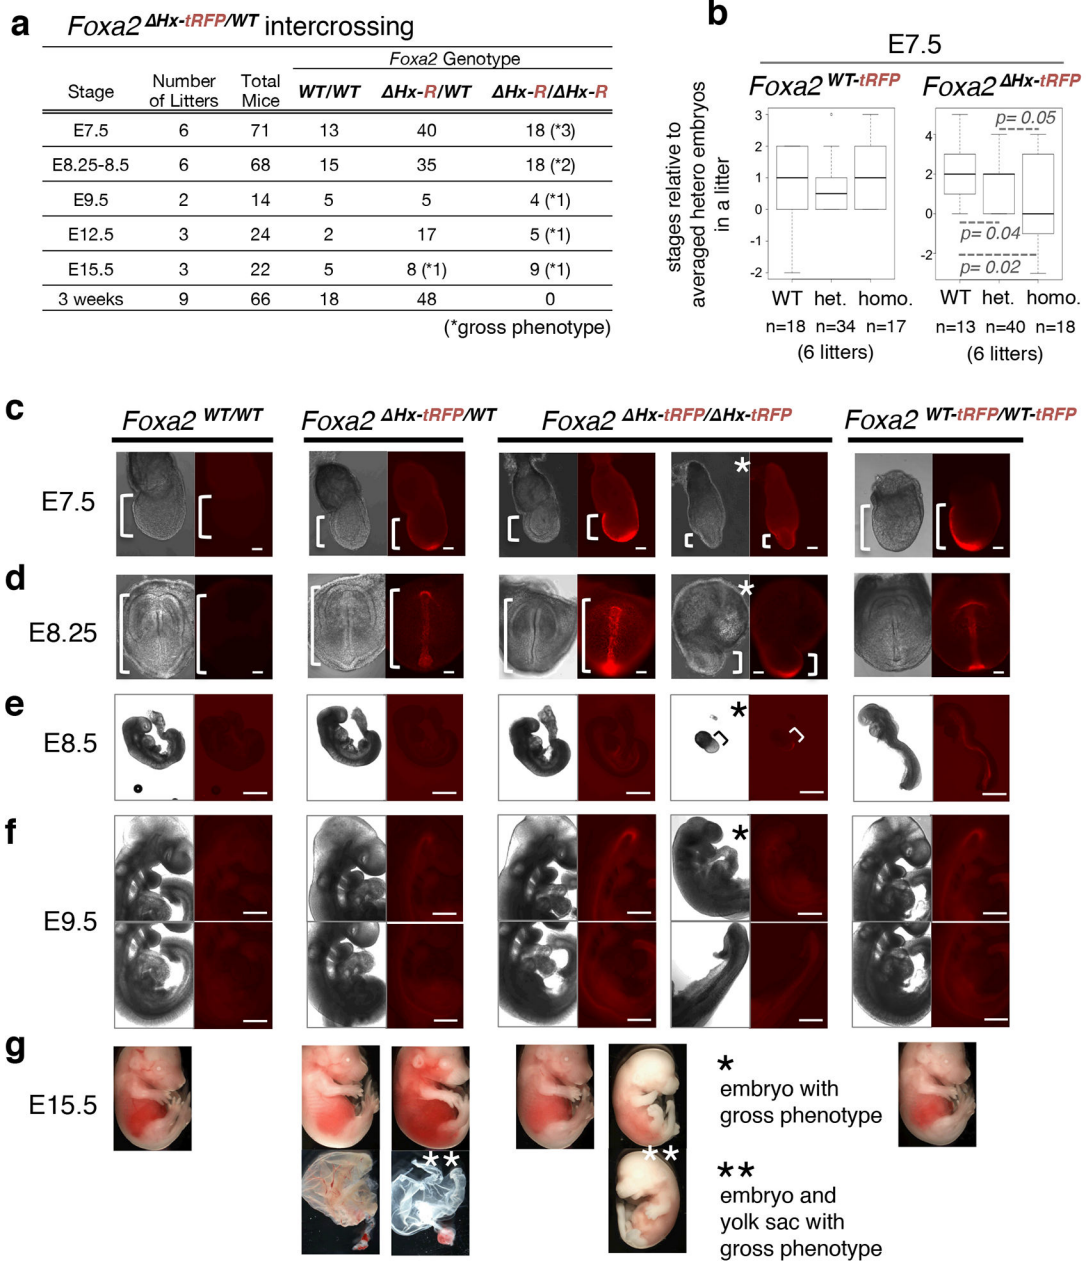 a
Foxa2 ΔHx-tRFP/WT intercrossing
Foxa2 Genotype
Stage Number of Litters Total Mice WT/WT ΔHx-R/WT ΔHx-R/ΔHx-R
E7.5 6 71 13 40 18 (*3)
E8.25-8.5 6 68 15 35 18 (*2)
E9.5 2 14 5 5 4 (*1)
E12.5 3 24 2 17 5 (*1)
E15.5 3 22 5 8 (*1) 9 (*1)
3 weeks 9 66 18 48 0
(*gross phenotype)
b
E7.5
Foxa2 WT-tRFP Foxa2 ΔHx-tRFP
stages relative to
averaged hetero embryos
in a litter
3
2
1
0
-1
-2
4
2
0
-2
p= 0.05
p= 0.04
p= 0.02
WT het. homo. WT het. homo.
n=18 n=34 n=17 n=13 n=40 n=18
(6 litters) (6 litters)
c
Foxa2 WT/WT Foxa2 ΔHx-tRFP/WT Foxa2 ΔHx-tRFP/ΔHx-tRFP Foxa2 WT-tRFP/WT-tRFP
E7.5
*
d
E8.25
*
e
E8.5
*
f
E9.5
*
g
E15.5
**
**
*
embryo with
gross phenotype
**
embryo and
yolk sac with
gross phenotype